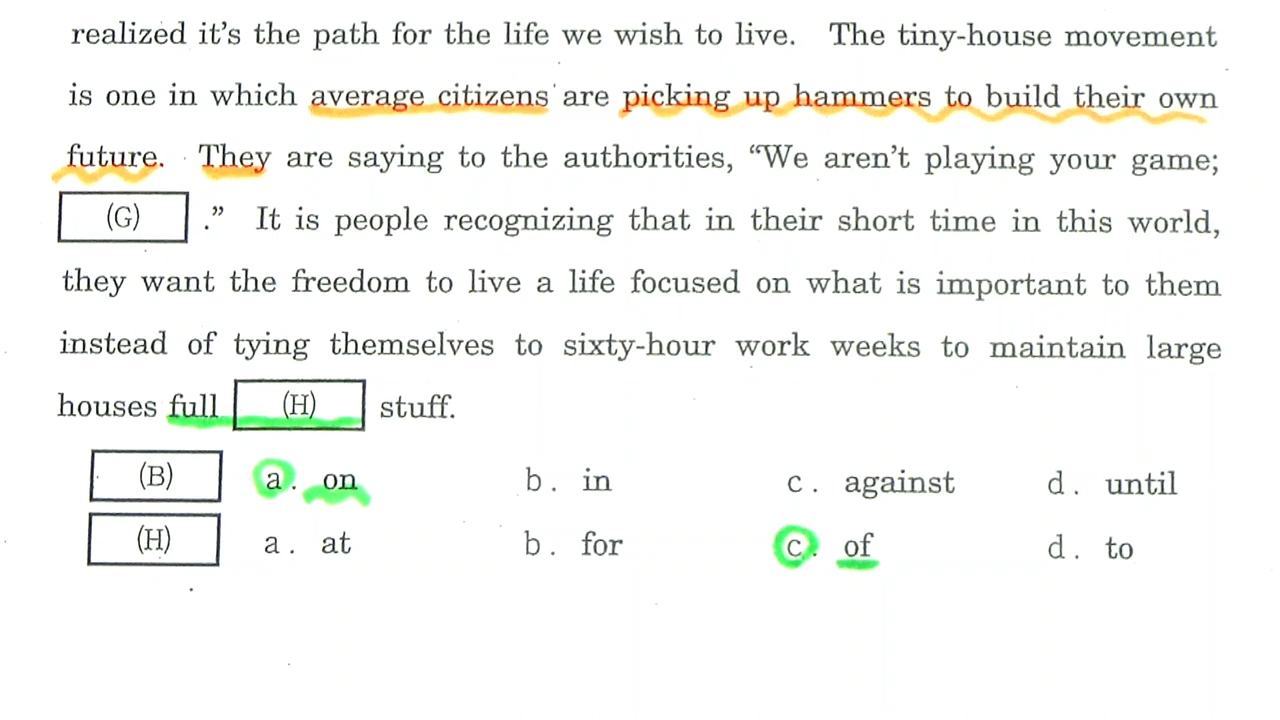 realized it's the path for the life we wish to live. The tiny-house movement
is one in which average citizens are picking up hammers to build their own
future. They are saying to the authorities, “We aren't playing your game;
(G) .” It is people recognizing that in their short time in this world,
they want the freedom to live a life focused on what is important to them
instead of tying themselves to sixty-hour work weeks to maintain large
houses full (H) stuff.
(B) a. on b. in c. against d. until
(H) a. at b. for c. of d. to